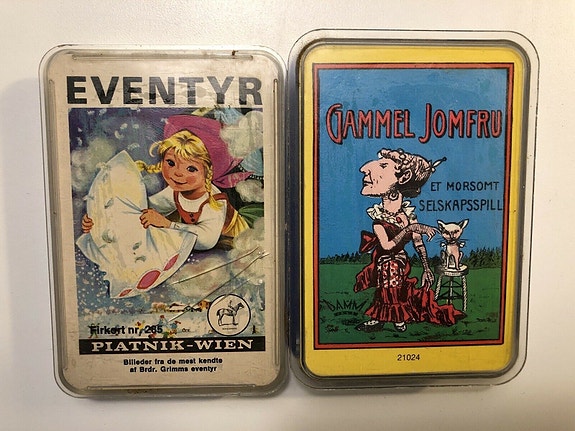 EVENTYR
Firkort nr. 265
PIATNIK-WIEN
Billeder fra de mest kendte
af Brdr. Grimms eventyr
GAMMEL JOMFRU
ET MORSOMT
SELSKAPSSPILL
DAMM
21024